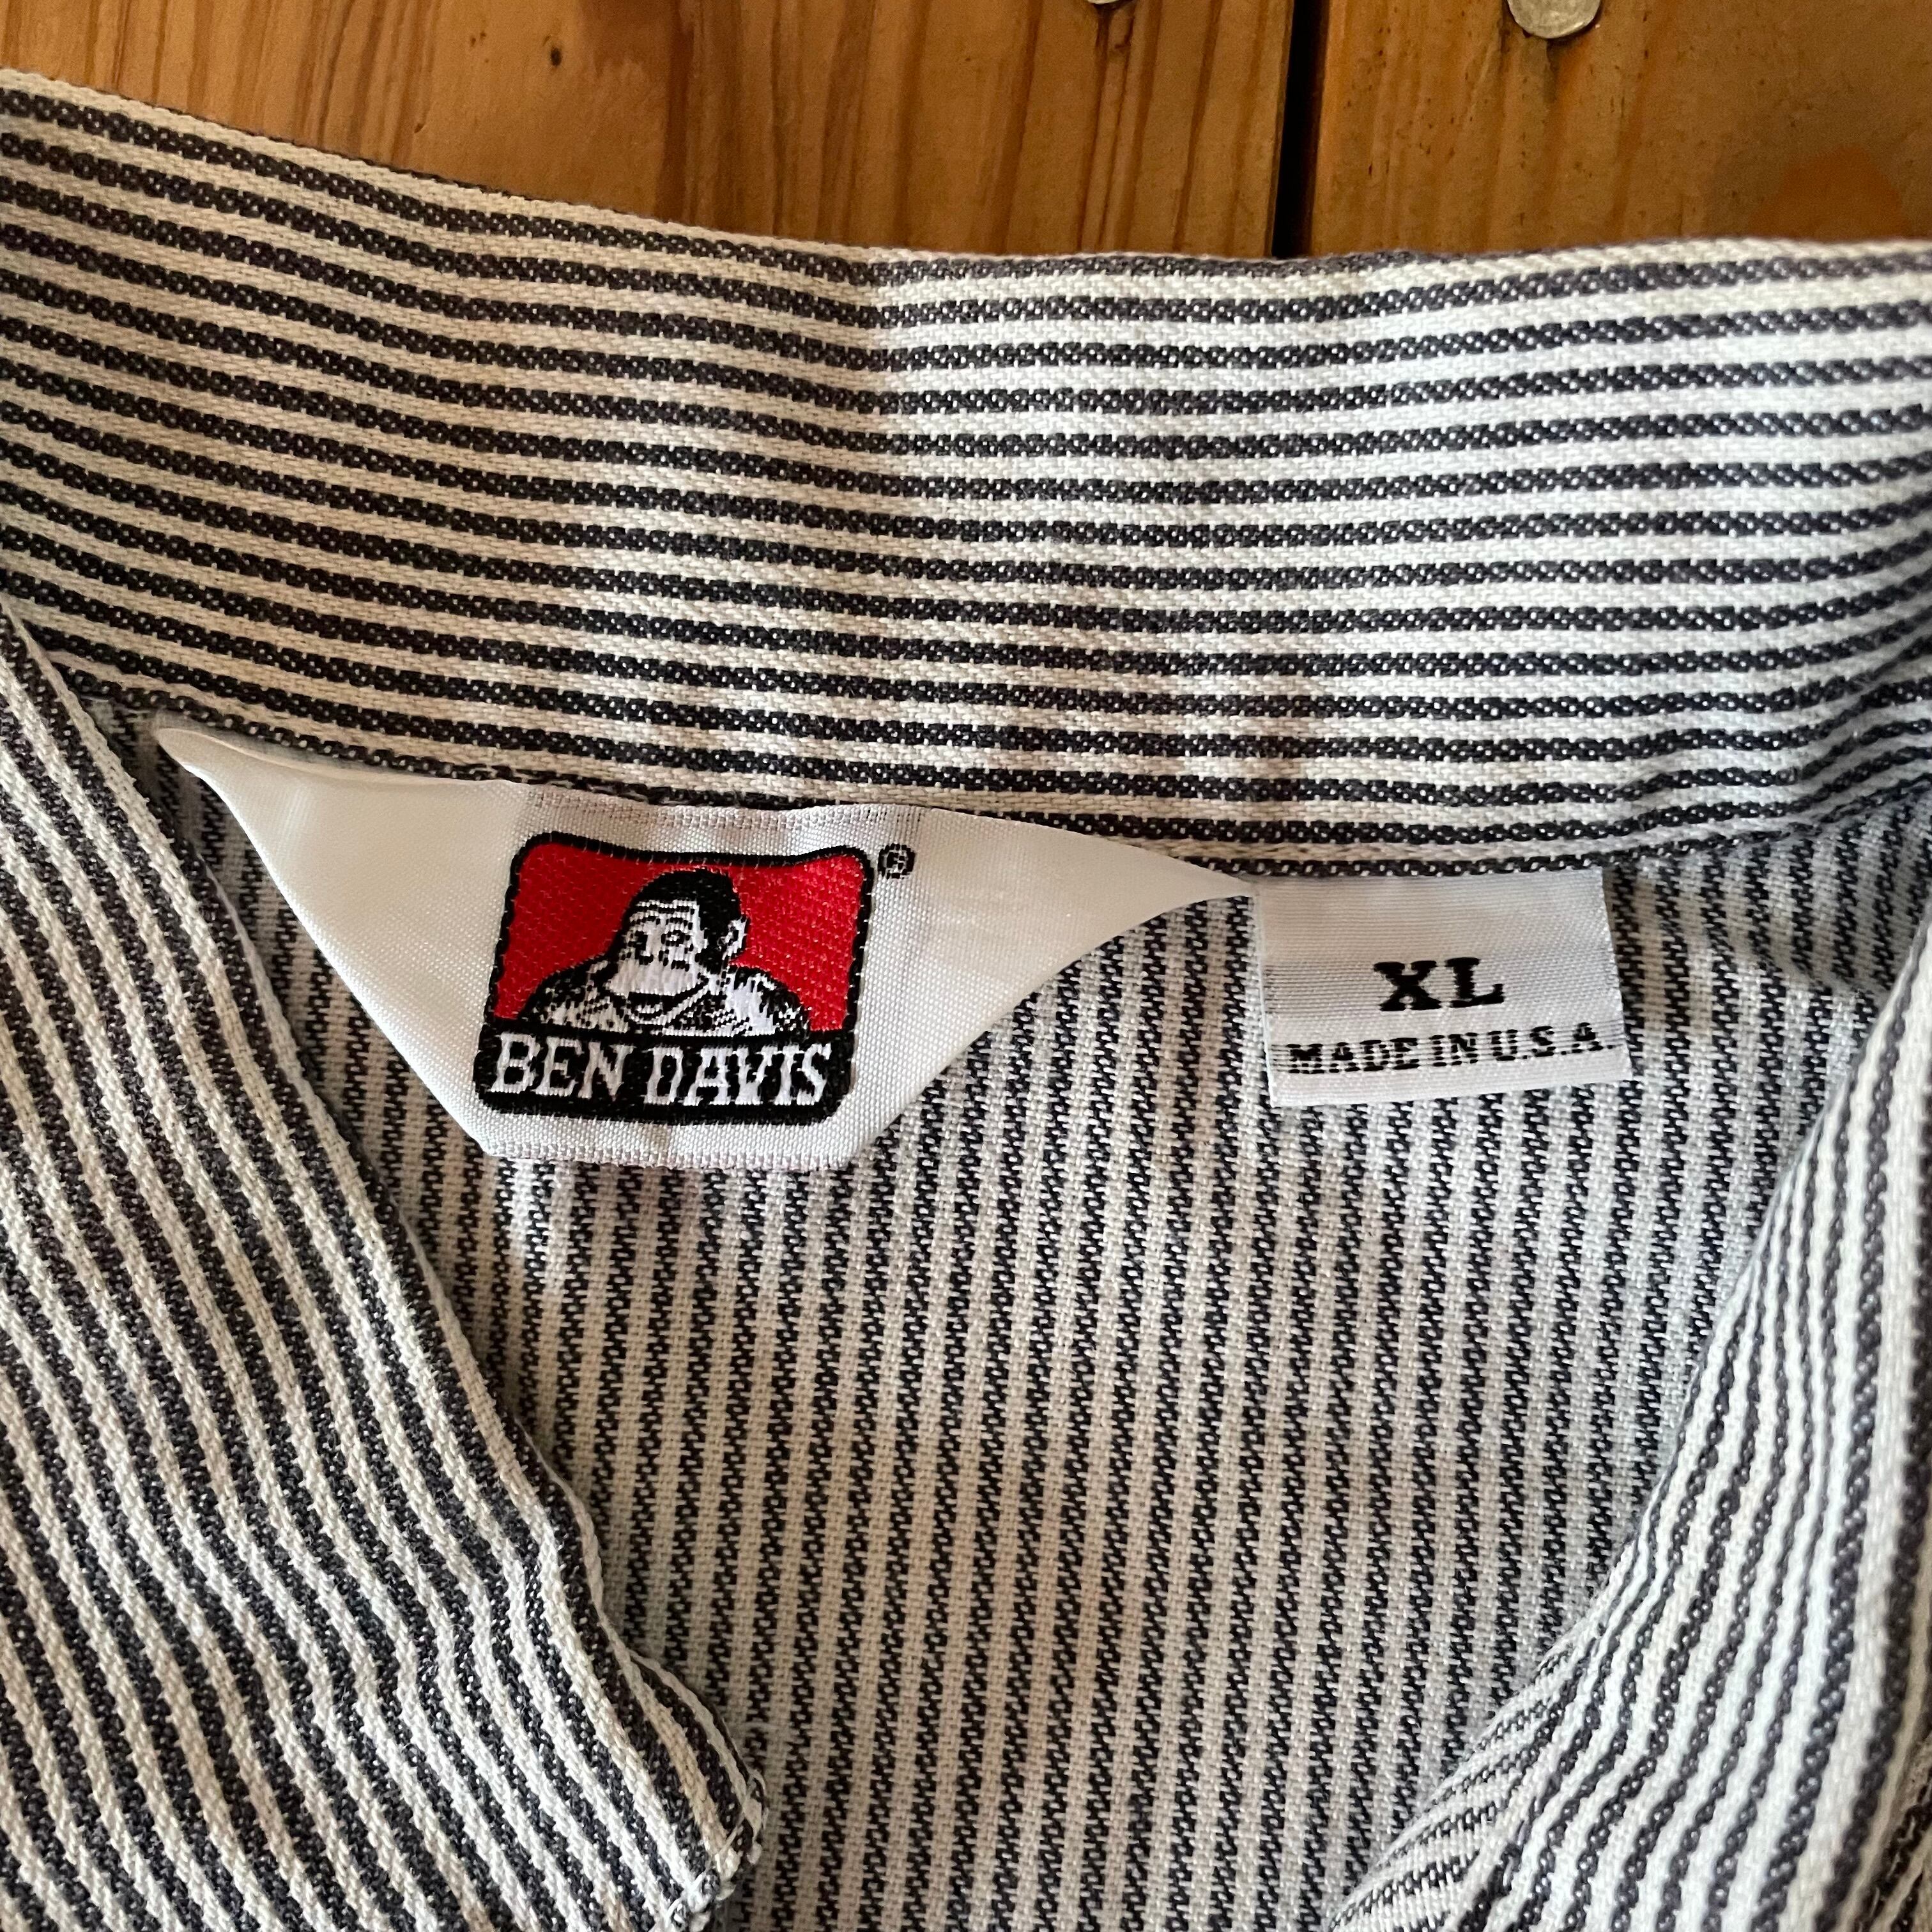 BEN DAVIS
®
XL
MADE IN U.S.A.